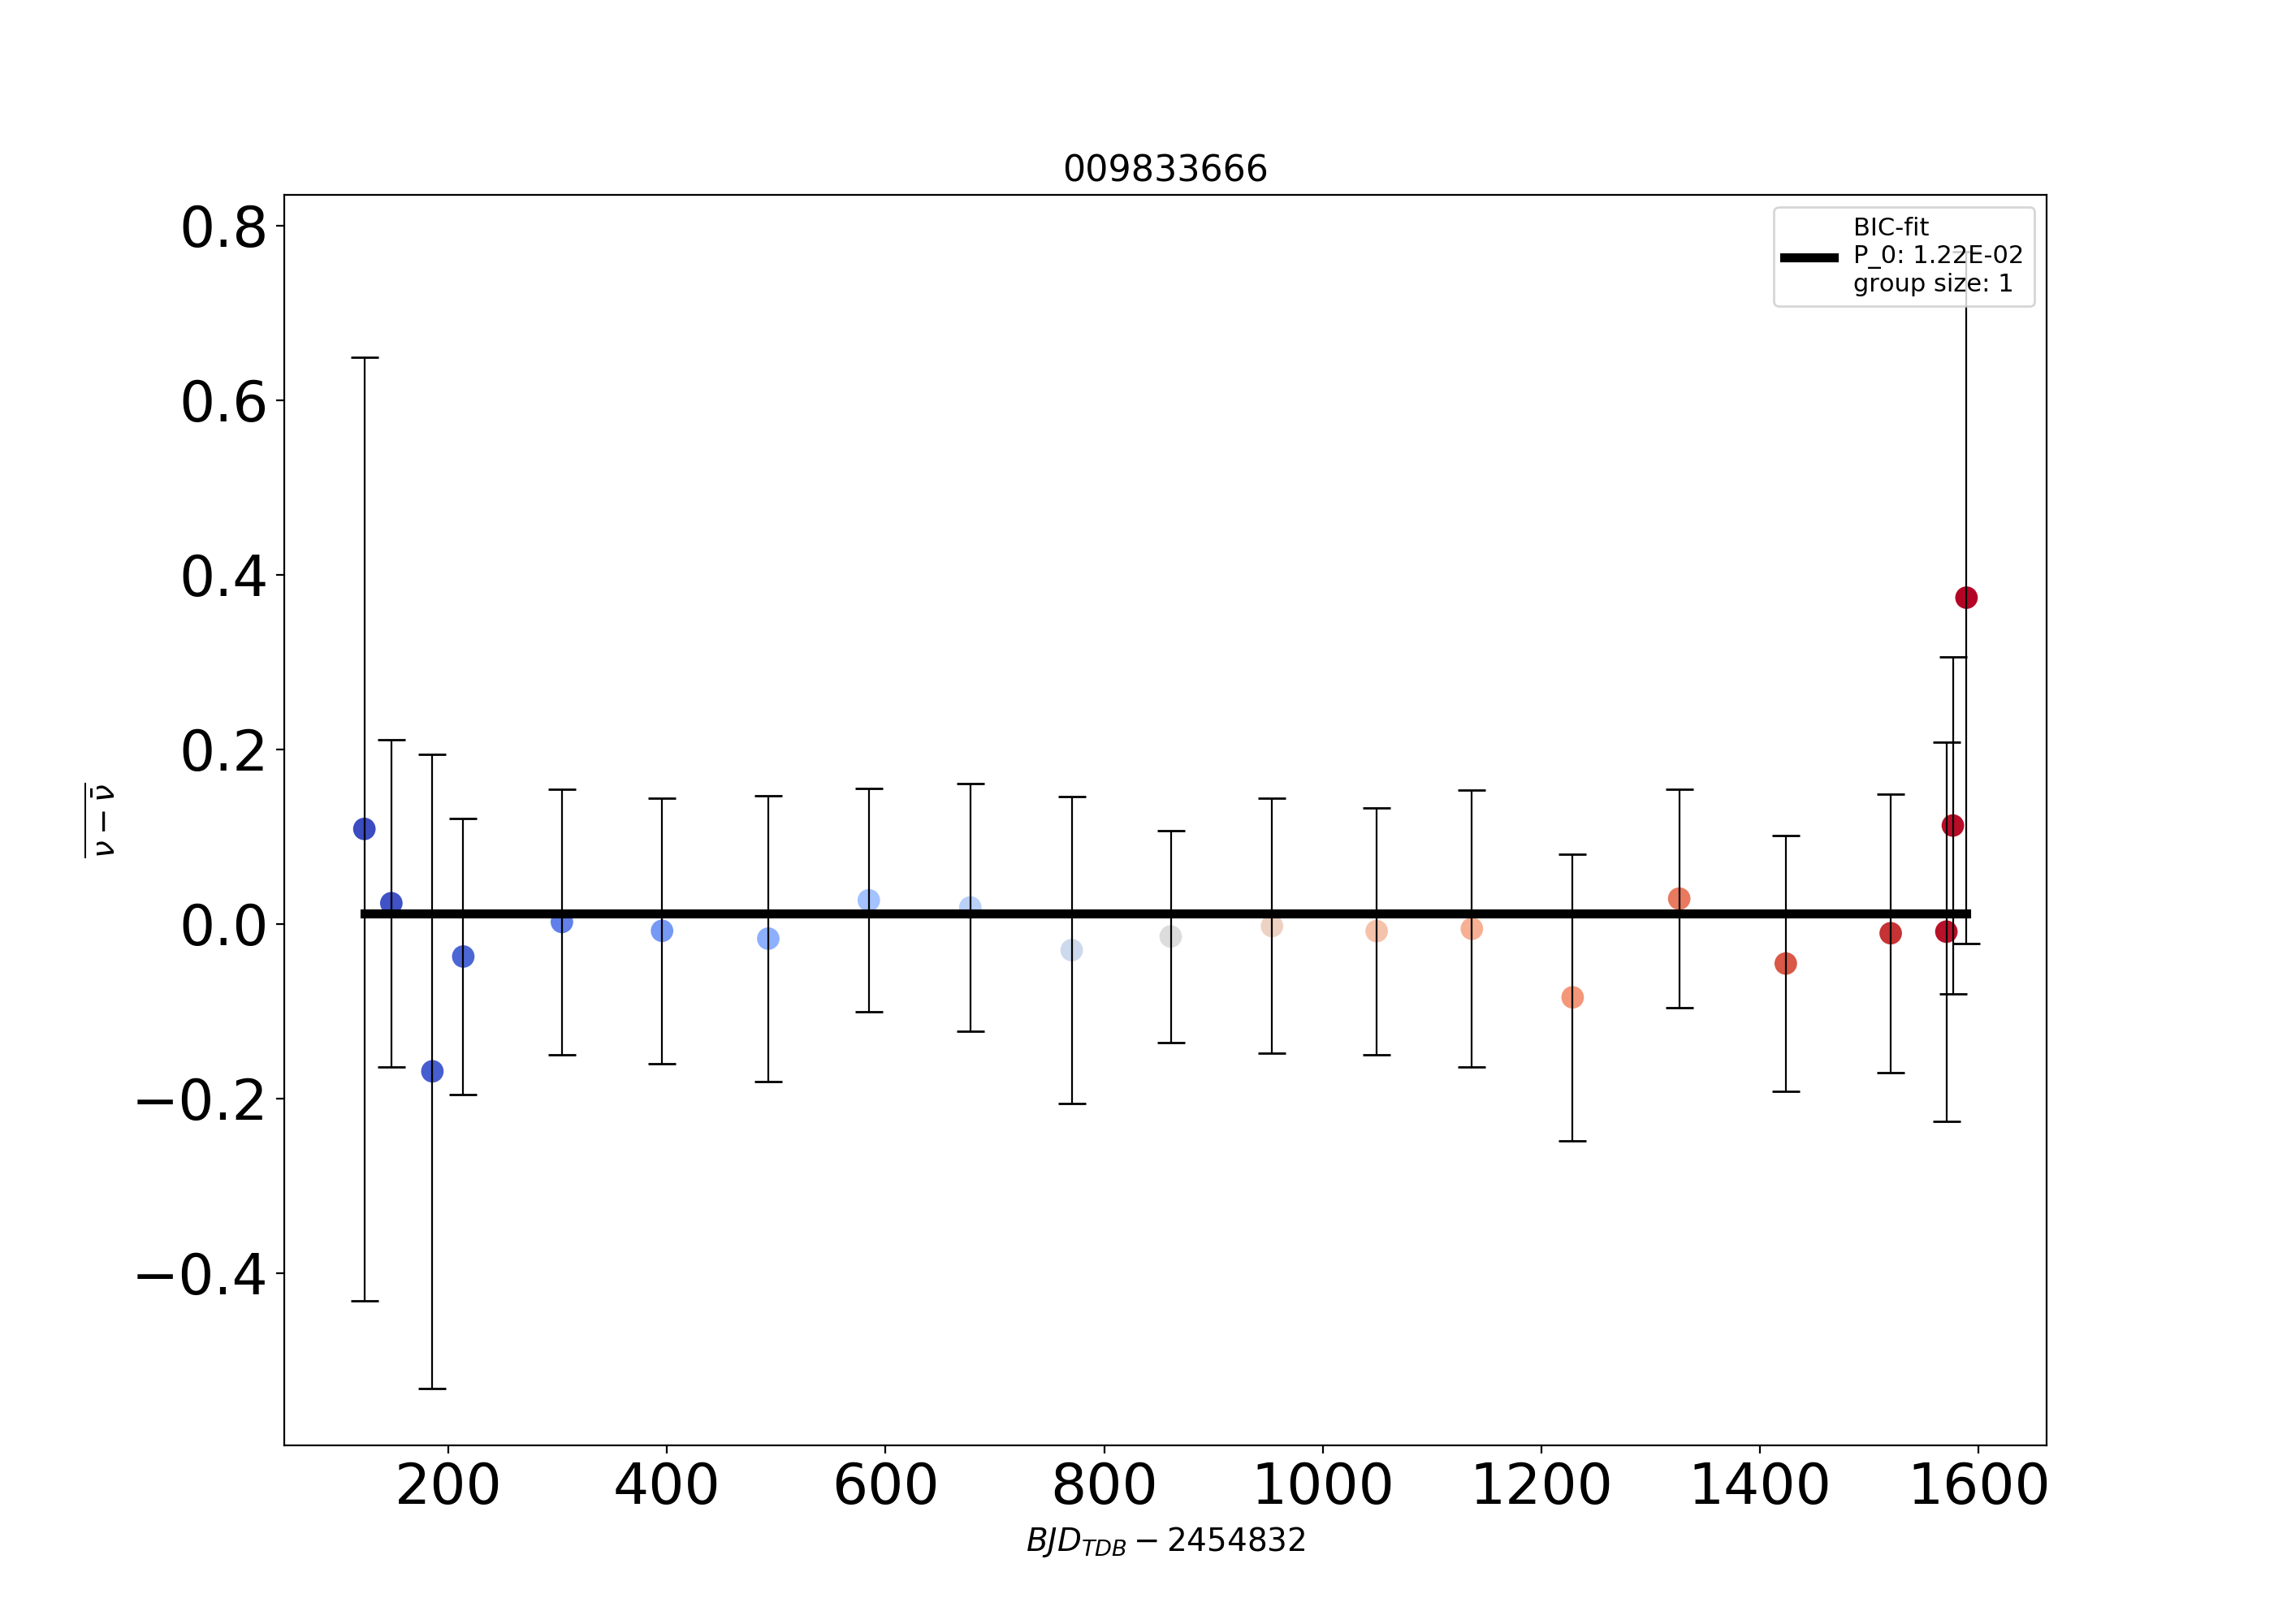 009833666
BIC-fit
P_0: 1.22E-02
group size: 1
0.8
0.6
0.4
0.2
0.0
−0.2
−0.4
ν − ν̄
200 400 600 800 1000 1200 1400 1600
BJD_TDB − 2454832